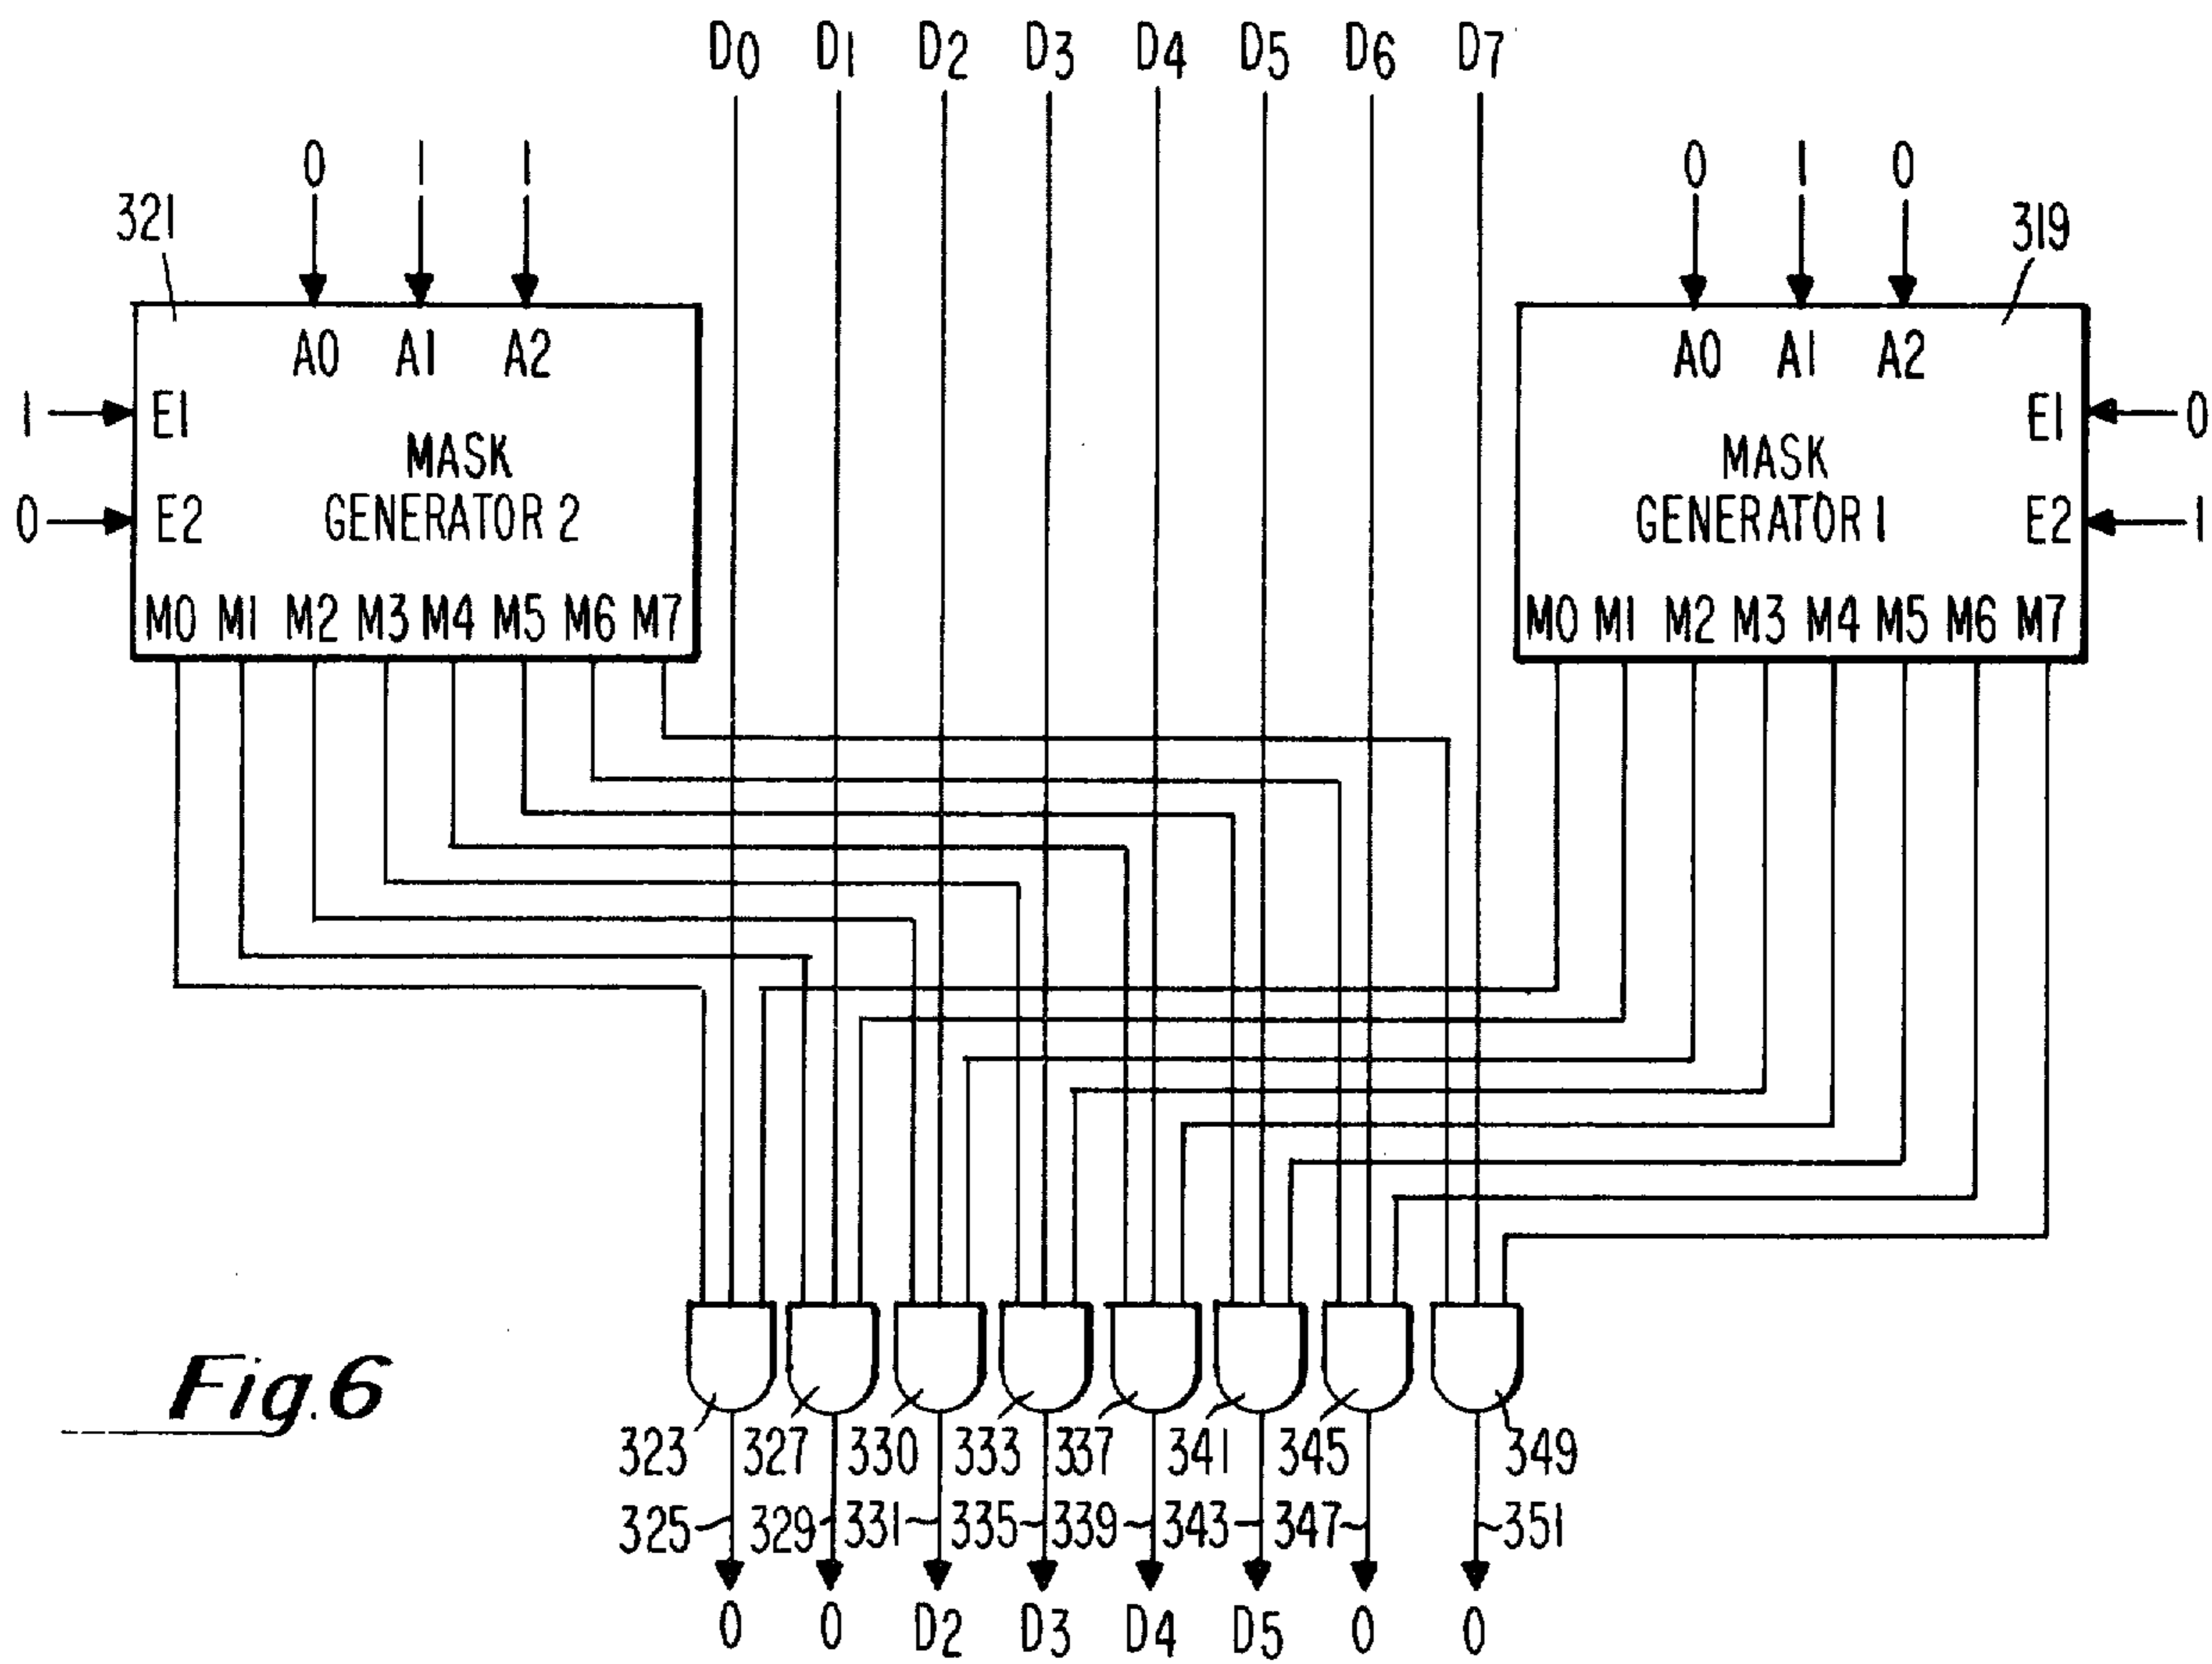 D0 D1 D2 D3 D4 D5 D6 D7
0 1 1
0 1 0
321
319
A0 A1 A2
A0 A1 A2
1 E1
E1 0
MASK
GENERATOR 2
MASK
GENERATOR 1
0 E2
E2 1
M0 M1 M2 M3 M4 M5 M6 M7
M0 M1 M2 M3 M4 M5 M6 M7
Fig. 6
323 327 330 333 337 341 345 349
325 329 331 335 339 343 347 351
0 0 D2 D3 D4 D5 0 0